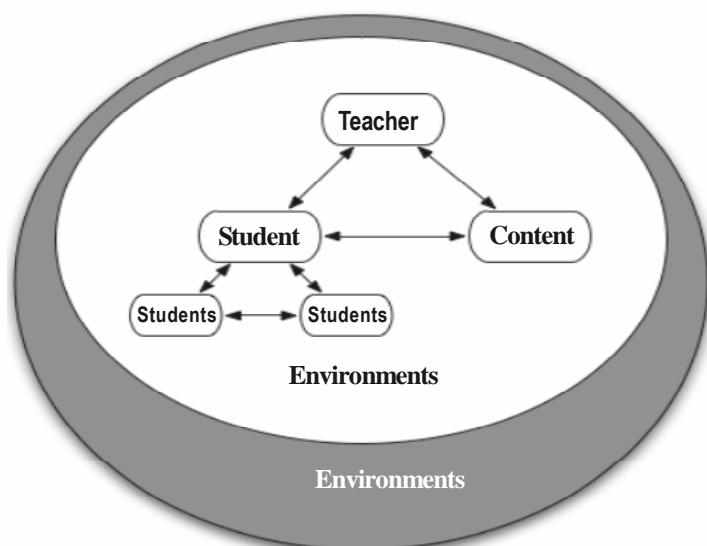 Teacher
Student
Content
Students
Students
Environments
Environments